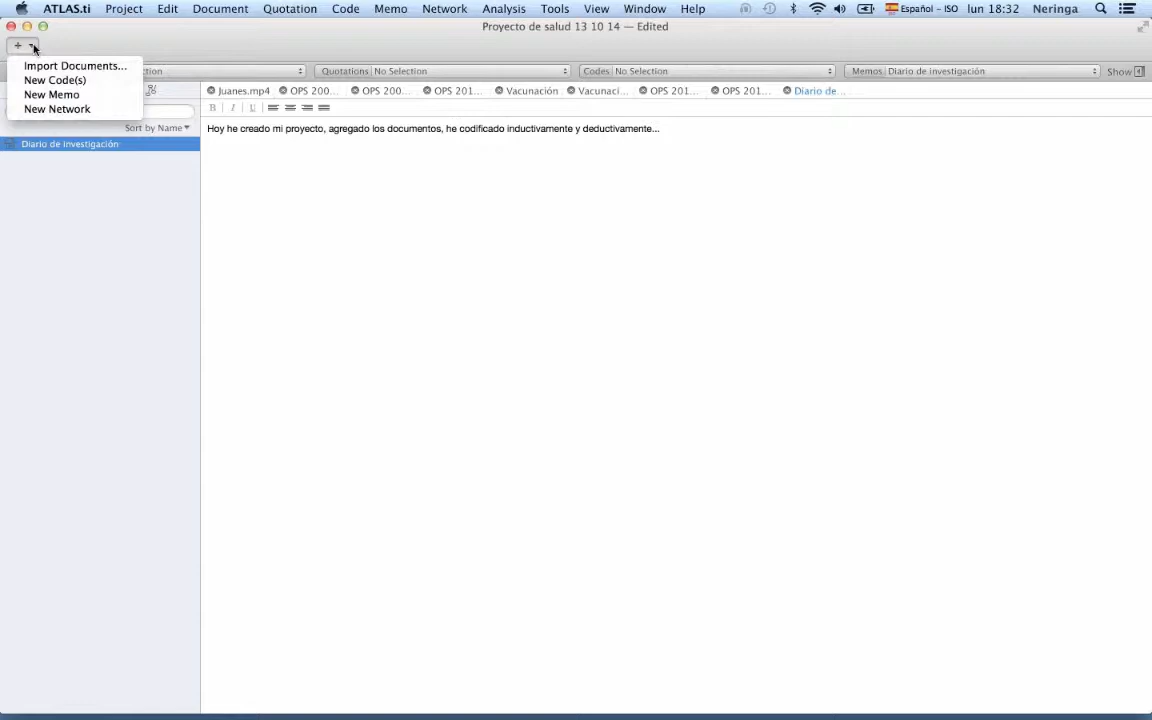 ATLAS.ti Project Edit Document Quotation Code Memo Network Analysis Tools View Window Help Español – ISO lun 18:32 Neringa
Proyecto de salud 13 10 14 — Edited
Import Documents...
New Code(s)
New Memo
New Network
ction Quotations No Selection Codes No Selection Memos Diario de investigación Show
Juanes.mp4 OPS 200... OPS 200... OPS 201... Vacunación Vacunaci... OPS 201... OPS 201... Diario de ...
B I U
Sort by Name
Diario de investigación
Hoy he creado mi proyecto, agregado los documentos, he codificado inductivamente y deductivamente...